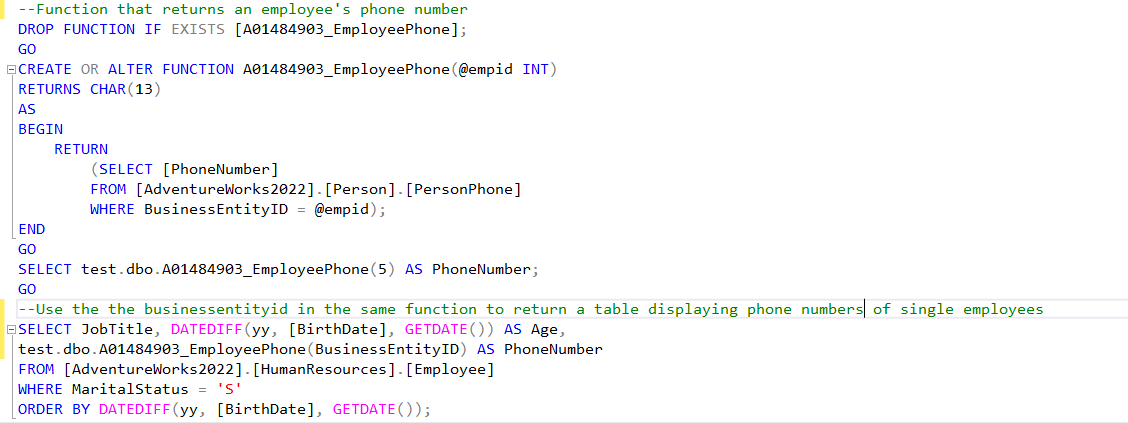 --Function that returns an employee's phone number
DROP FUNCTION IF EXISTS [A01484903_EmployeePhone];
GO
CREATE OR ALTER FUNCTION A01484903_EmployeePhone(@empid INT)
RETURNS CHAR(13)
AS
BEGIN
    RETURN
        (SELECT [PhoneNumber]
        FROM [AdventureWorks2022].[Person].[PersonPhone]
        WHERE BusinessEntityID = @empid);
END
GO
SELECT test.dbo.A01484903_EmployeePhone(5) AS PhoneNumber;
GO
--Use the the businessentityid in the same function to return a table displaying phone numbers of single employees
SELECT JobTitle, DATEDIFF(yy, [BirthDate], GETDATE()) AS Age,
test.dbo.A01484903_EmployeePhone(BusinessEntityID) AS PhoneNumber
FROM [AdventureWorks2022].[HumanResources].[Employee]
WHERE MaritalStatus = 'S'
ORDER BY DATEDIFF(yy, [BirthDate], GETDATE());